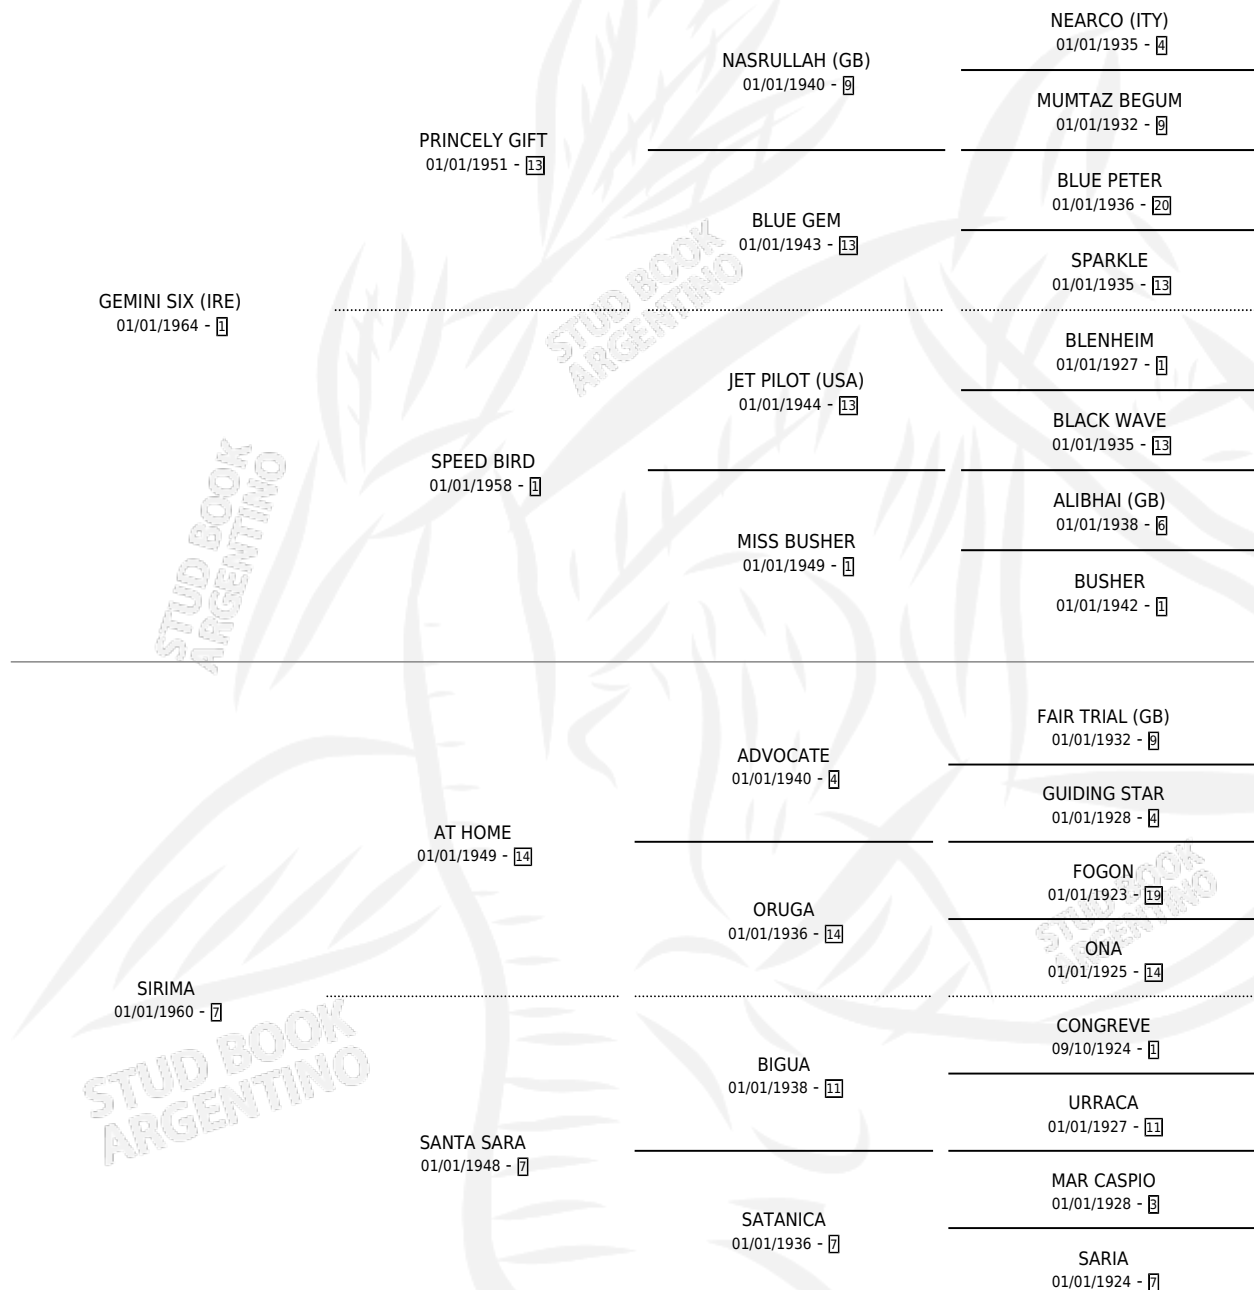 NEARCO (ITY)
01/01/1935 - 4
NASRULLAH (GB)
01/01/1940 - 9
MUMTAZ BEGUM
01/01/1932 - 9
PRINCELY GIFT
01/01/1951 - 13
BLUE PETER
01/01/1936 - 20
BLUE GEM
01/01/1943 - 13
SPARKLE
01/01/1935 - 13
GEMINI SIX (IRE)
01/01/1964 - 1
STUD BOOK
ARGENTINO
BLENHEIM
01/01/1927 - 1
JET PILOT (USA)
01/01/1944 - 13
BLACK WAVE
01/01/1935 - 13
SPEED BIRD
01/01/1958 - 1
ALIBHAI (GB)
01/01/1938 - 6
MISS BUSHER
01/01/1949 - 1
BUSHER
01/01/1942 - 1
STUD BOOK
ARGENTINO
FAIR TRIAL (GB)
01/01/1932 - 9
ADVOCATE
01/01/1940 - 4
GUIDING STAR
01/01/1928 - 4
AT HOME
01/01/1949 - 14
FOGON
01/01/1923 - 19
ORUGA
01/01/1936 - 14
ONA
01/01/1925 - 14
STUD BOOK
ARGENTINO
SIRIMA
01/01/1960 - 7
CONGREVE
09/10/1924 - 1
BIGUA
01/01/1938 - 11
URRACA
01/01/1927 - 11
STUD BOOK
ARGENTINO
SANTA SARA
01/01/1948 - 7
MAR CASPIO
01/01/1928 - 3
SATANICA
01/01/1936 - 7
SARIA
01/01/1924 - 7